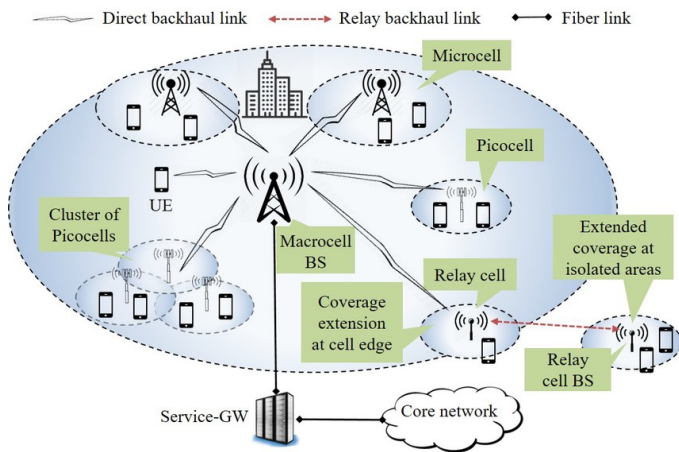 Direct backhaul link
Relay backhaul link
Fiber link
Microcell
Picocell
UE
Cluster of
Picocells
Macrocell
BS
Extended
coverage at
isolated areas
Relay cell
Coverage
extension
at cell edge
Relay
cell BS
Service-GW
Core network